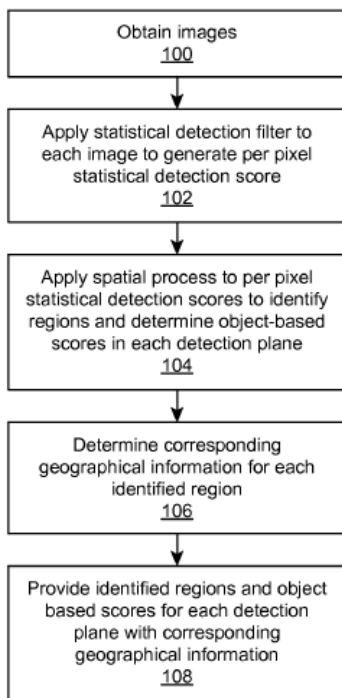 Obtain images
100
Apply statistical detection filter to
each image to generate per pixel
statistical detection score
102
Apply spatial process to per pixel
statistical detection scores to identify
regions and determine object-based
scores in each detection plane
104
Determine corresponding
geographical information for each
identified region
106
Provide identified regions and object
based scores for each detection
plane with corresponding
geographical information
108